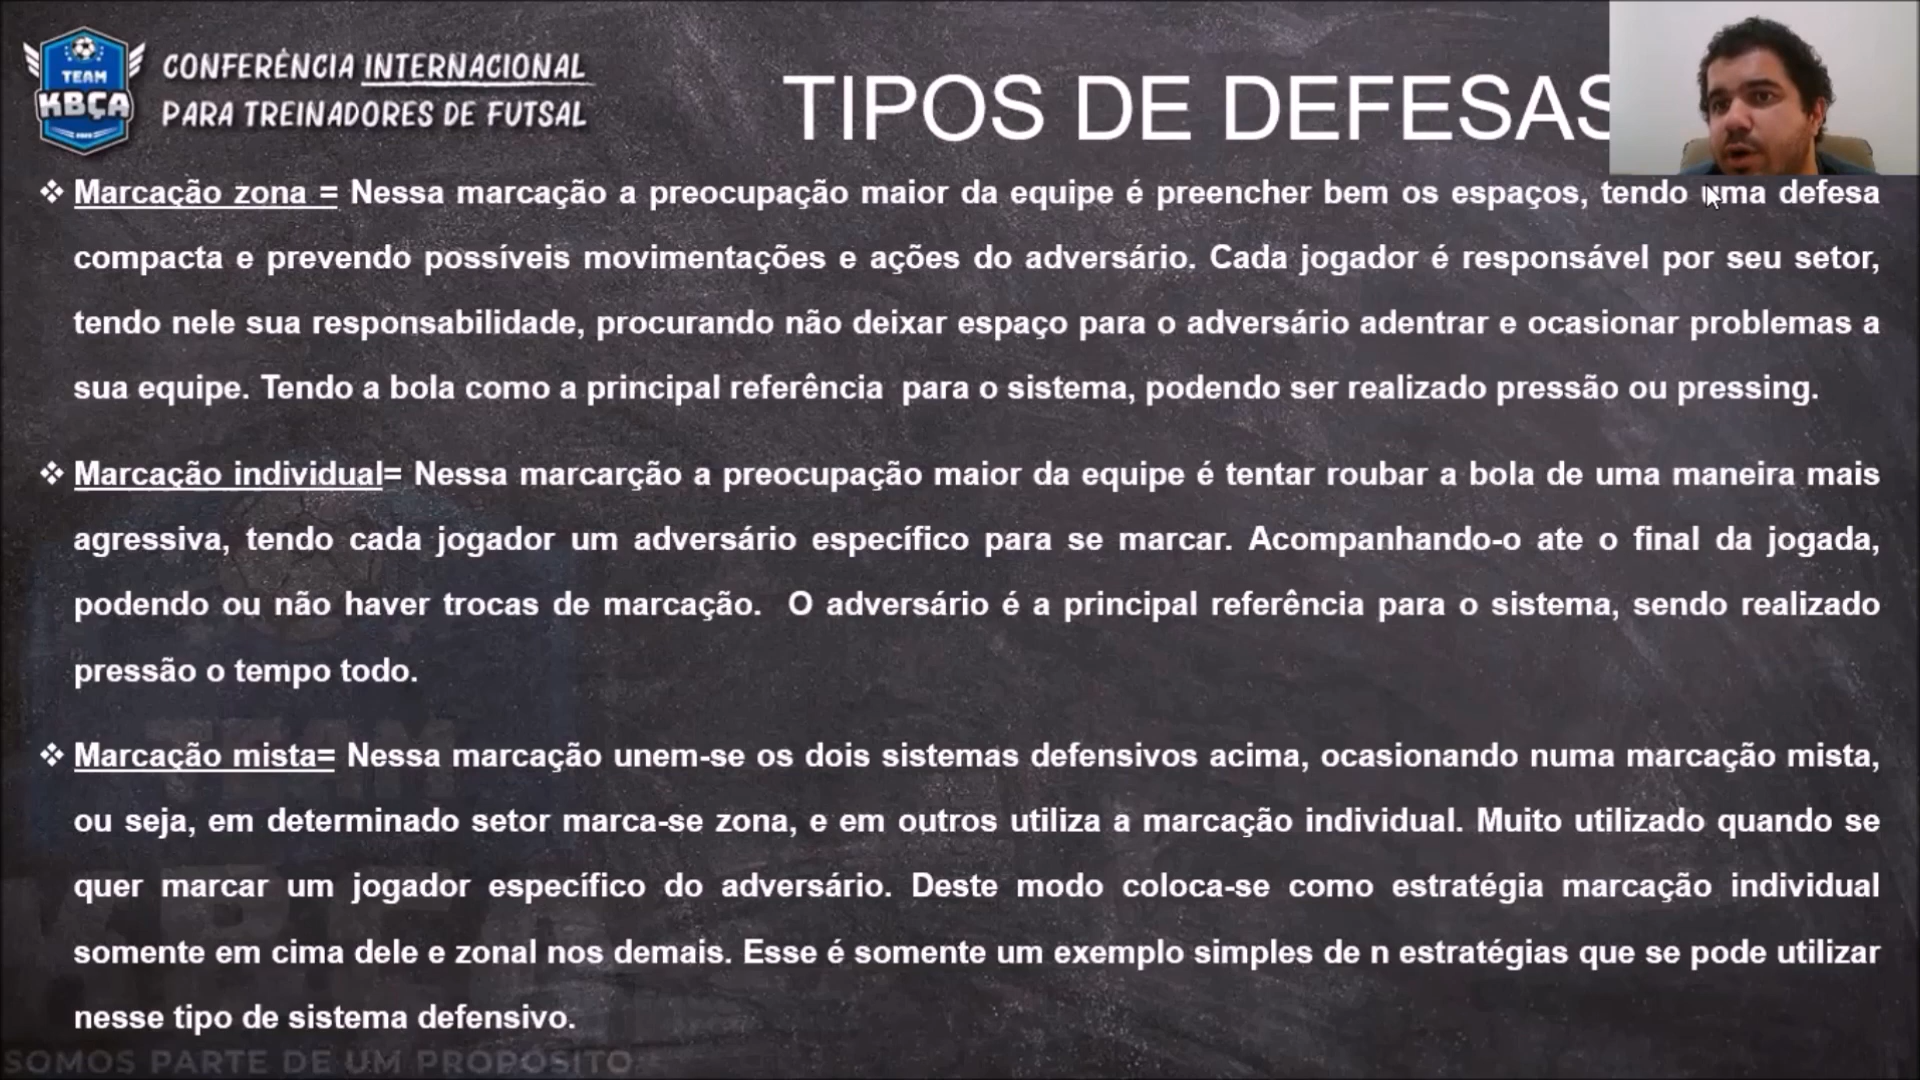 TEAM
KBÇA
CONFERÊNCIA INTERNACIONAL
PARA TREINADORES DE FUTSAL
TIPOS DE DEFESAS
❖ Marcação zona = Nessa marcação a preocupação maior da equipe é preencher bem os espaços, tendo uma defesa
compacta e prevendo possíveis movimentações e ações do adversário. Cada jogador é responsável por seu setor,
tendo nele sua responsabilidade, procurando não deixar espaço para o adversário adentrar e ocasionar problemas a
sua equipe. Tendo a bola como a principal referência para o sistema, podendo ser realizado pressão ou pressing.
❖ Marcação individual= Nessa marcarção a preocupação maior da equipe é tentar roubar a bola de uma maneira mais
agressiva, tendo cada jogador um adversário específico para se marcar. Acompanhando-o ate o final da jogada,
podendo ou não haver trocas de marcação. O adversário é a principal referência para o sistema, sendo realizado
pressão o tempo todo.
❖ Marcação mista= Nessa marcação unem-se os dois sistemas defensivos acima, ocasionando numa marcação mista,
ou seja, em determinado setor marca-se zona, e em outros utiliza a marcação individual. Muito utilizado quando se
quer marcar um jogador específico do adversário. Deste modo coloca-se como estratégia marcação individual
somente em cima dele e zonal nos demais. Esse é somente um exemplo simples de n estratégias que se pode utilizar
nesse tipo de sistema defensivo.
TEAM
KBÇA
SOMOS PARTE DE UM PROPÓSITO